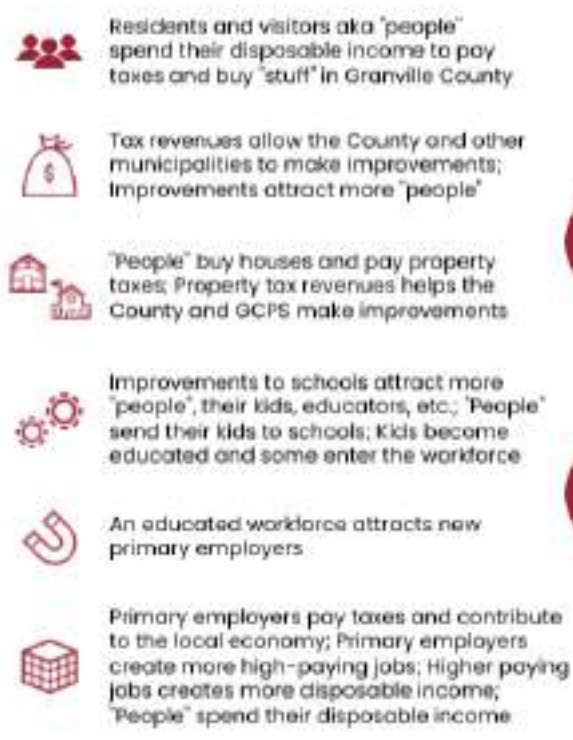 Residents and visitors aka "people"
spend their disposable income to pay
taxes and buy "stuff" in Granville County
Tax revenues allow the County and other
municipalities to make improvements;
Improvements attract more "people"
"People" buy houses and pay property
taxes; Property tax revenues helps the
County and GCPS make improvements
Improvements to schools attract more
"people", their kids, educators, etc.; "People"
send their kids to schools; Kids become
educated and some enter the workforce
An educated workforce attracts new
primary employers
Primary employers pay taxes and contribute
to the local economy; Primary employers
create more high-paying jobs; Higher paying
jobs creates more disposable income;
"People" spend their disposable income